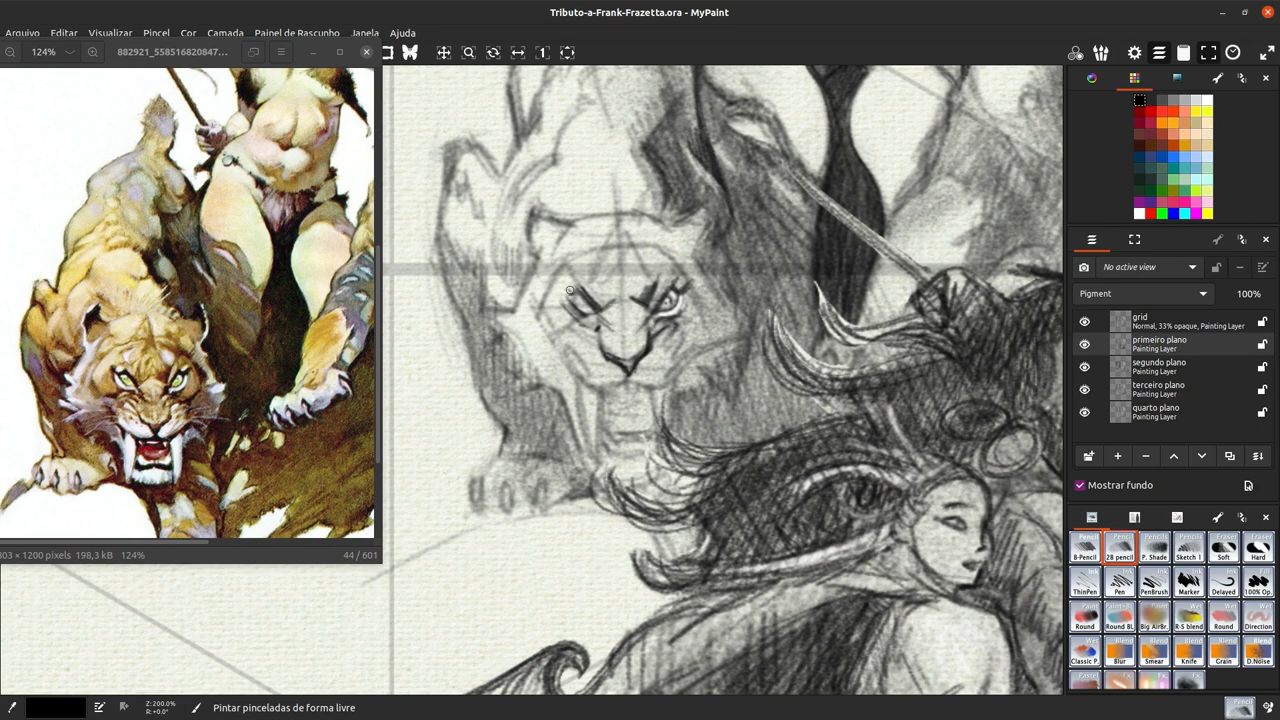 Tributo-a-Frank-Frazetta.ora - MyPaint
Arquivo Editar Visualizar Pincel Cor Camada Painel de Rascunho Janela Ajuda
124% 882921_558516820847...
No active view
Pigment 100%
grid
Normal, 33% opaque, Painting Layer
primeiro plano
Painting Layer
segundo plano
Painting Layer
terceiro plano
Painting Layer
quarto plano
Painting Layer
Mostrar fundo
B-Pencil 2B pencil P. Shade Sketch 1 Soft Hard
ThinPen Pen PenBrush Marker Delayed 100% Op.
Round Round BL Big AirBr. R-S blend Round Direction
Classic P. Blur Smear Knife Grain D.Noise
303 × 1200 pixels 198,3 kB 124% 44 / 601
Z: 200.0%
R: +0.0°
Pintar pinceladas de forma livre